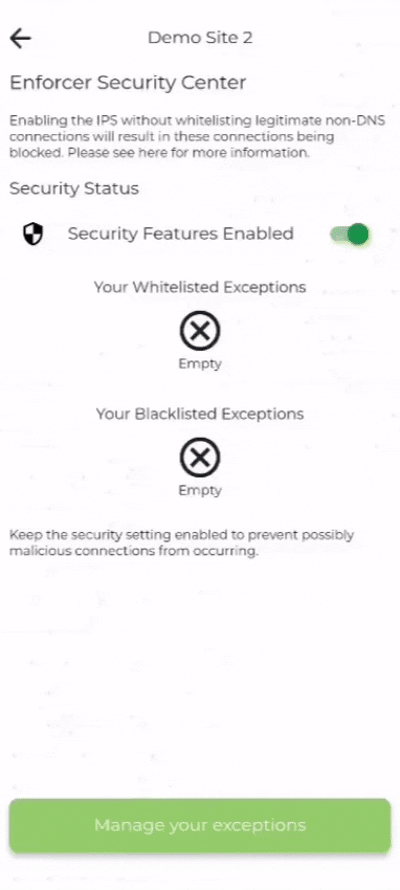 Demo Site 2
Enforcer Security Center
Enabling the IPS without whitelisting legitimate non-DNS
connections will result in these connections being
blocked. Please see here for more information.
Security Status
Security Features Enabled
Your Whitelisted Exceptions
Empty
Your Blacklisted Exceptions
Empty
Keep the security setting enabled to prevent possibly
malicious connections from occurring.
Manage your exceptions